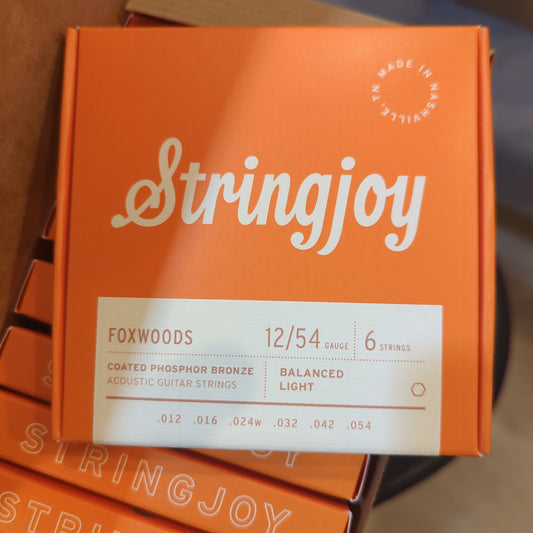 MADE IN NASHVILLE, TN
Stringjoy
FOXWOODS 12/54 GAUGE 6 STRINGS
COATED PHOSPHOR BRONZE
ACOUSTIC GUITAR STRINGS
BALANCED
LIGHT
.012 .016 .024w .032 .042 .054
STRINGJOY